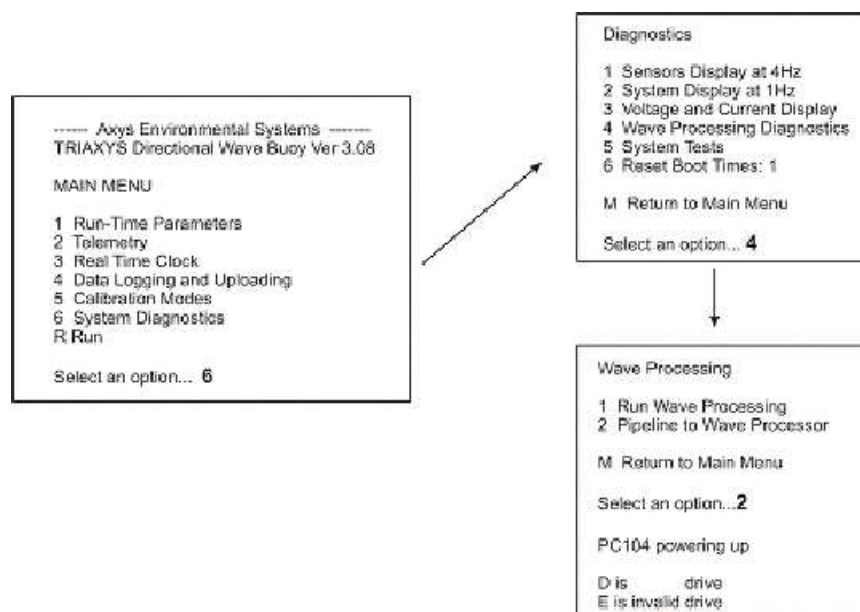 ------ Axys Environmental Systems -------
TRIAXYS Directional Wave Buoy Ver 3.08
MAIN MENU
1 Run-Time Parameters
2 Telemetry
3 Real Time Clock
4 Data Logging and Uploading
5 Calibration Modes
6 System Diagnostics
R Run
Select an option... 6
Diagnostics
1 Sensors Display at 4Hz
2 System Display at 1Hz
3 Voltage and Current Display
4 Wave Processing Diagnostics
5 System Tests
6 Reset Boot Times: 1
M Return to Main Menu
Select an option... 4
Wave Processing
1 Run Wave Processing
2 Pipeline to Wave Processor
M Return to Main Menu
Select an option...2
PC104 powering up
D is drive
E is invalid drive